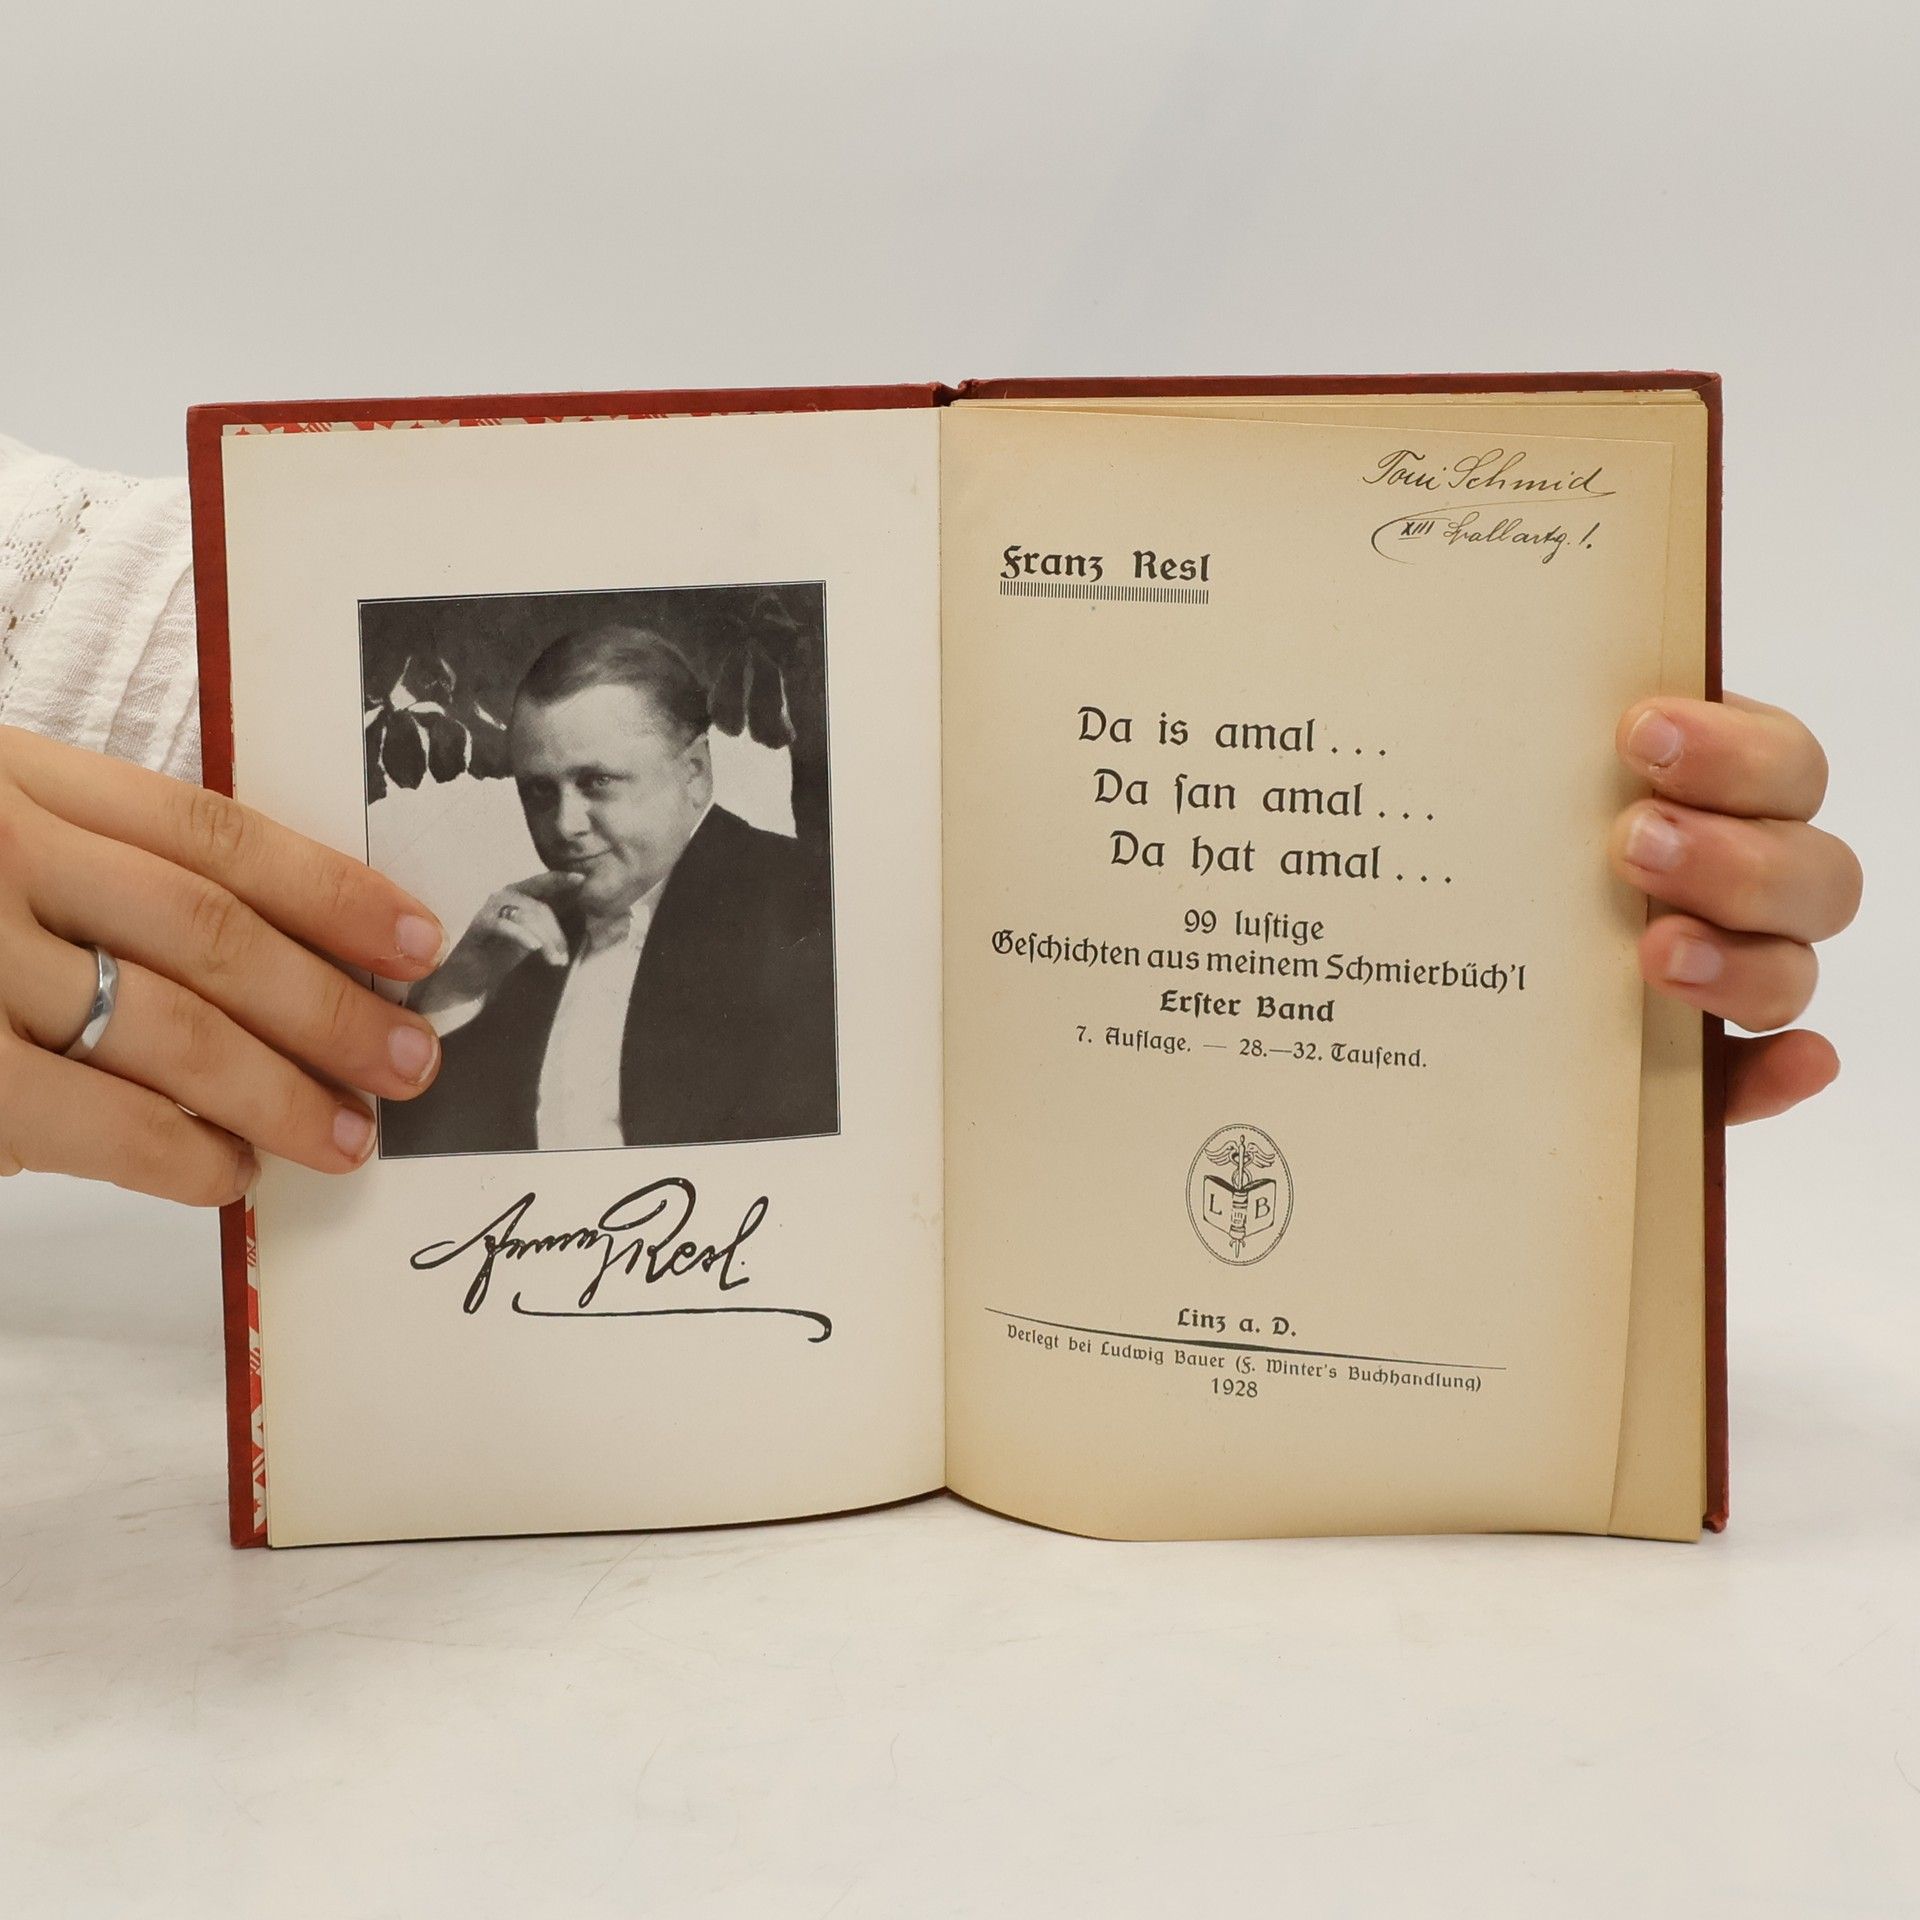 Franz Resl.
Toni Schmid
XIII
Franz Resl
Da is amal...
Da ſan amal...
Da hat amal...
99 luſtige
Geſchichten aus meinem Schmierbüch'l
Erſter Band
7. Auflage. — 28.—32. Tauſend.
L B
Linz a. D.
Verlegt bei Ludwig Bauer (F. Winter's Buchhandlung)
1928